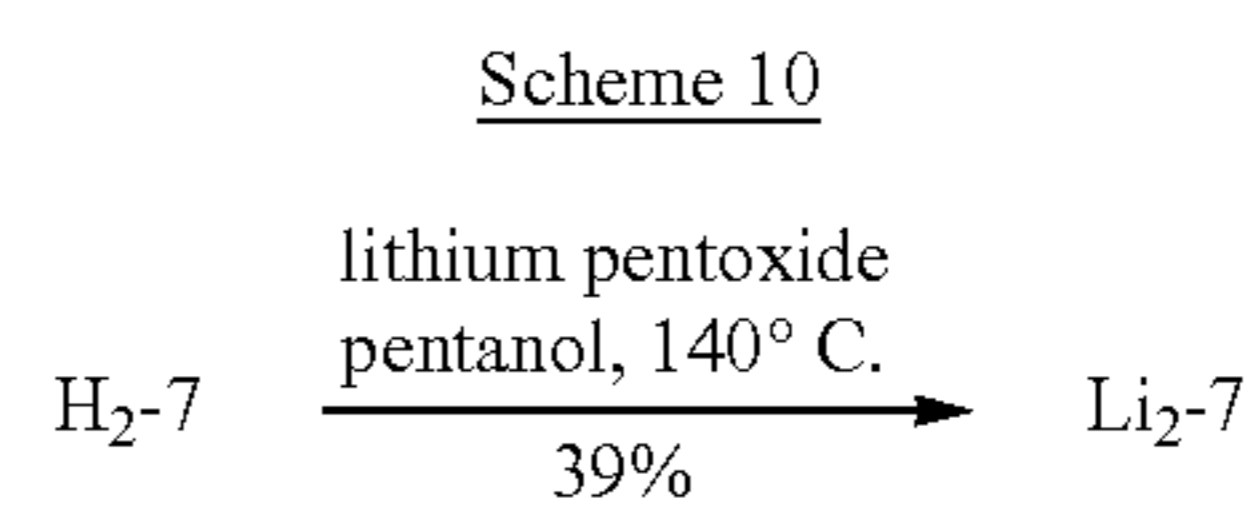 Scheme 10
lithium pentoxide
pentanol, 140° C.
H₂-7
Li₂-7
39%